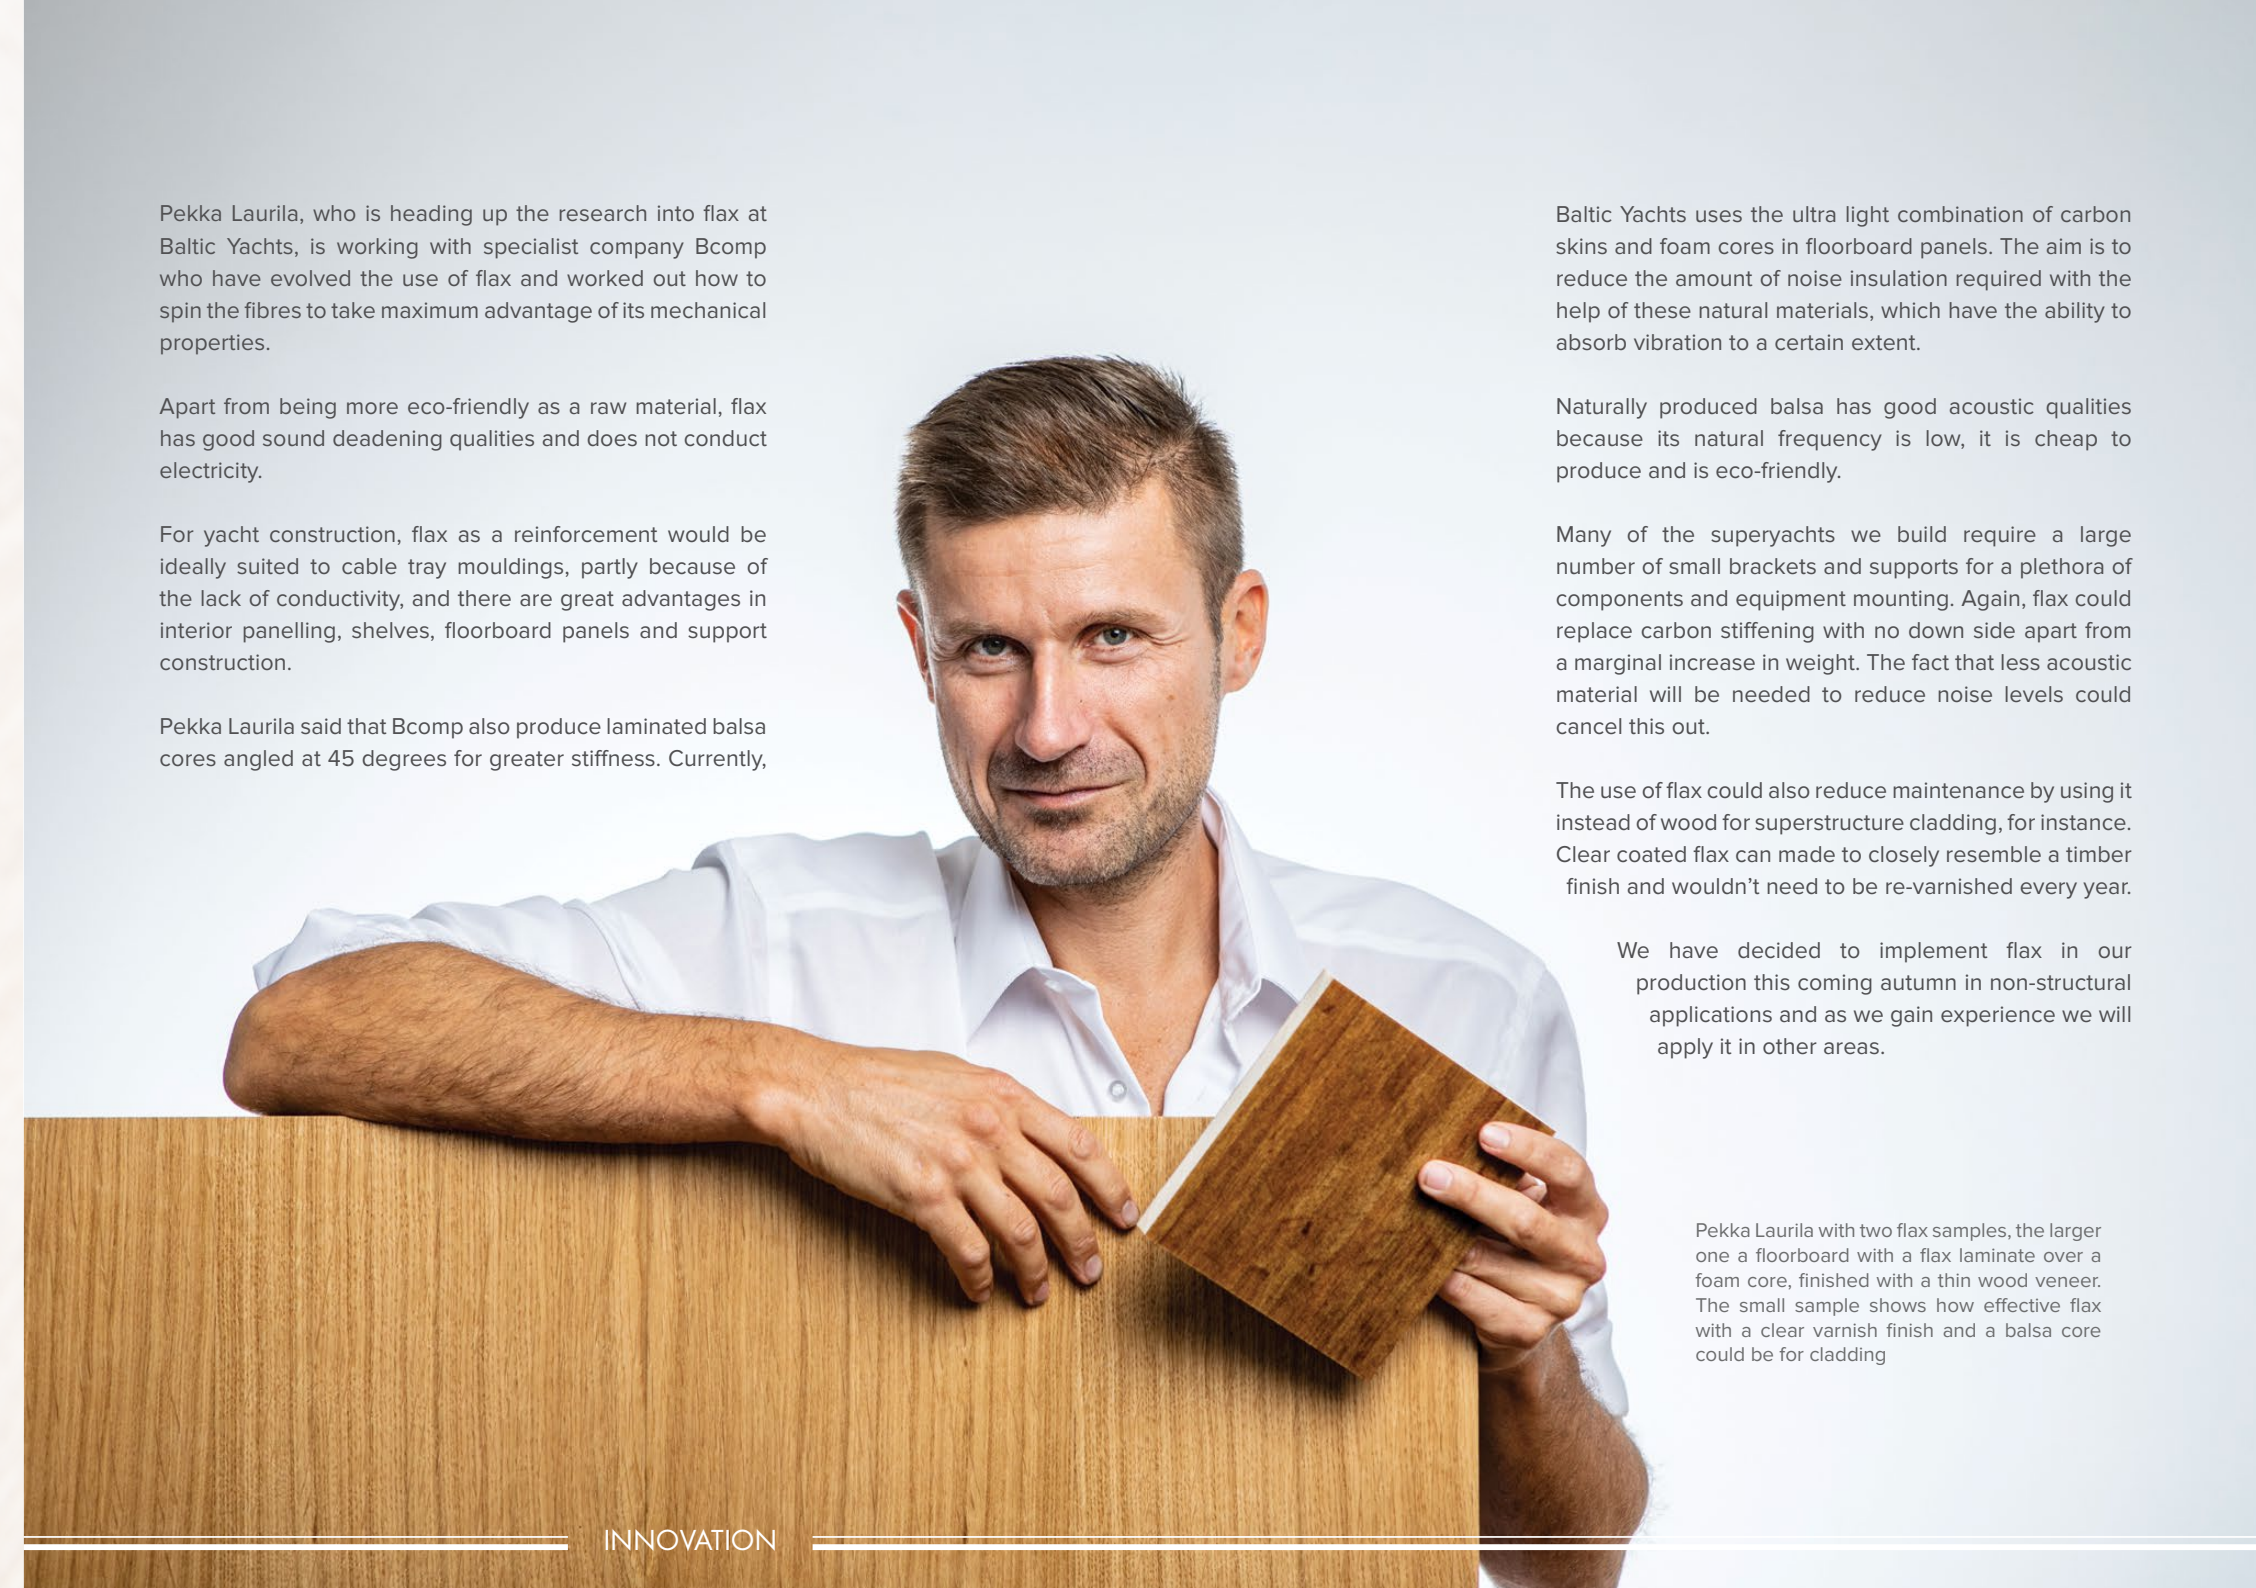 Pekka Laurila, who is heading up the research into flax at
Baltic Yachts, is working with specialist company Bcomp
who have evolved the use of flax and worked out how to
spin the fibres to take maximum advantage of its mechanical
properties.
Apart from being more eco-friendly as a raw material, flax
has good sound deadening qualities and does not conduct
electricity.
For yacht construction, flax as a reinforcement would be
ideally suited to cable tray mouldings, partly because of
the lack of conductivity, and there are great advantages in
interior panelling, shelves, floorboard panels and support
construction.
Pekka Laurila said that Bcomp also produce laminated balsa
cores angled at 45 degrees for greater stiffness. Currently,
Baltic Yachts uses the ultra light combination of carbon
skins and foam cores in floorboard panels. The aim is to
reduce the amount of noise insulation required with the
help of these natural materials, which have the ability to
absorb vibration to a certain extent.
Naturally produced balsa has good acoustic qualities
because its natural frequency is low, it is cheap to
produce and is eco-friendly.
Many of the superyachts we build require a large
number of small brackets and supports for a plethora of
components and equipment mounting. Again, flax could
replace carbon stiffening with no down side apart from
a marginal increase in weight. The fact that less acoustic
material will be needed to reduce noise levels could
cancel this out.
The use of flax could also reduce maintenance by using it
instead of wood for superstructure cladding, for instance.
Clear coated flax can made to closely resemble a timber
finish and wouldn't need to be re-varnished every year.
We have decided to implement flax in our
production this coming autumn in non-structural
applications and as we gain experience we will
apply it in other areas.
Pekka Laurila with two flax samples, the larger
one a floorboard with a flax laminate over a
foam core, finished with a thin wood veneer.
The small sample shows how effective flax
with a clear varnish finish and a balsa core
could be for cladding
INNOVATION